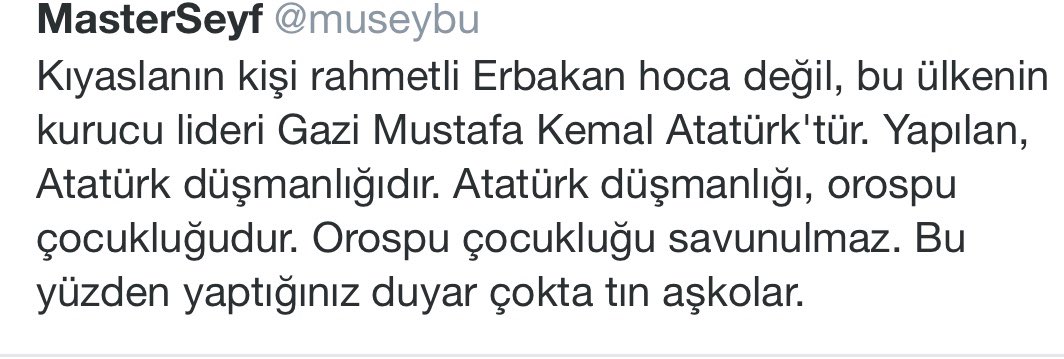 MasterSeyf @museybu
Kıyaslanın kişi rahmetli Erbakan hoca değil, bu ülkenin
kurucu lideri Gazi Mustafa Kemal Atatürk'tür. Yapılan,
Atatürk düşmanlığıdır. Atatürk düşmanlığı, orospu
çocukluğudur. Orospu çocukluğu savunulmaz. Bu
yüzden yaptığınız duyar çokta tın aşkolar.